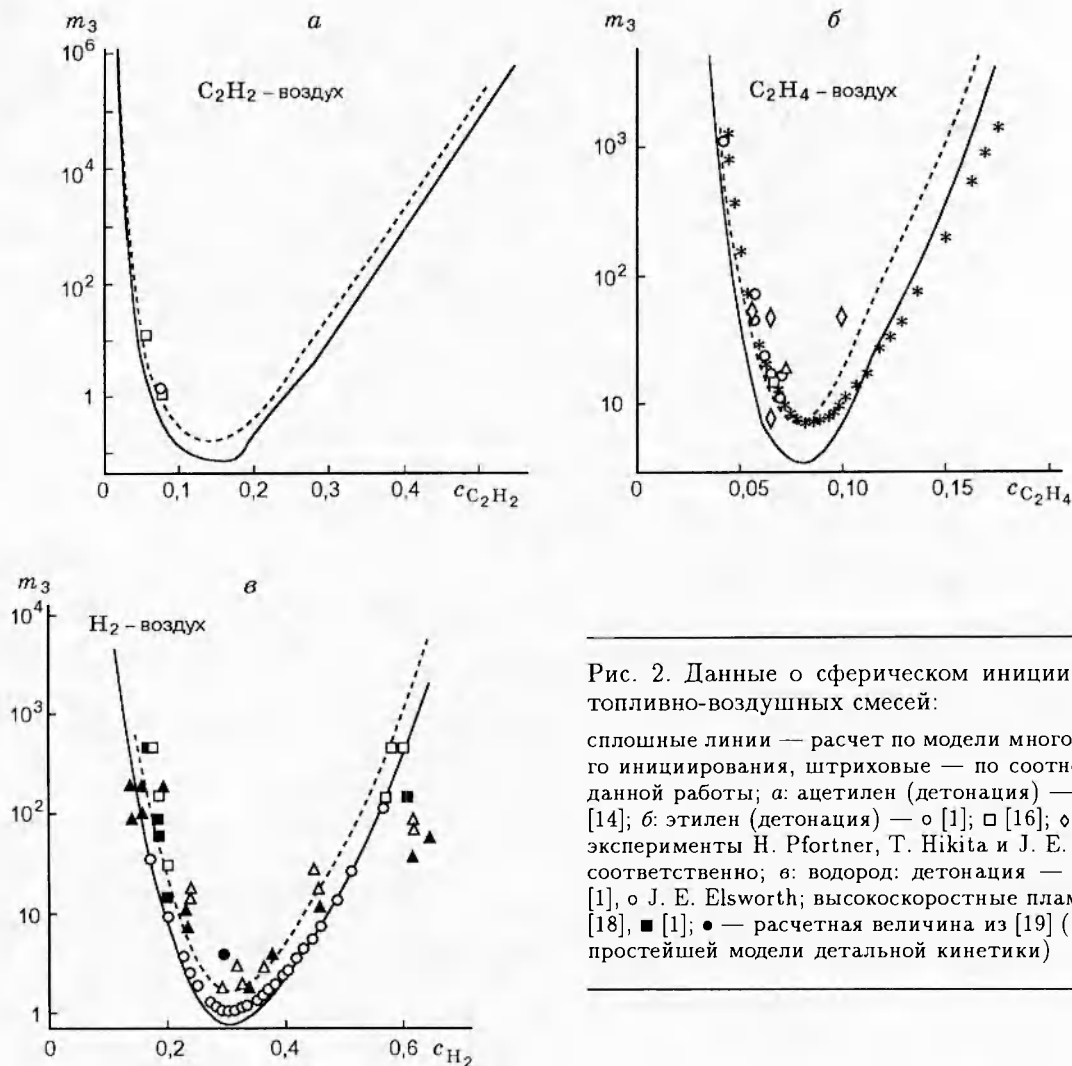 m₃
а
10⁶
C₂H₂ – воздух
10⁴
10²
1
0 0,1 0,2 0,3 0,4 c_C₂H₂
m₃
б
C₂H₄ – воздух
10³
10²
10
0 0,05 0,10 0,15 c_C₂H₄
m₃
в
10⁴
H₂ – воздух
10³
10²
10
1
0 0,2 0,4 0,6 c_H₂
Рис. 2. Данные о сферическом иниции
топливно-воздушных смесей:
сплошные линии — расчет по модели много
го инициирования, штриховые — по соотн
данной работы; а: ацетилен (детонация) —
[14]; б: этилен (детонация) — ○ [1]; □ [16]; ◊
эксперименты H. Pfortner, T. Hikita и J. E.
соответственно; в: водород: детонация —
[1], ○ J. E. Elsworth; высокоскоростные плам
[18], ■ [1]; ● — расчетная величина из [19] (
простейшей модели детальной кинетики)